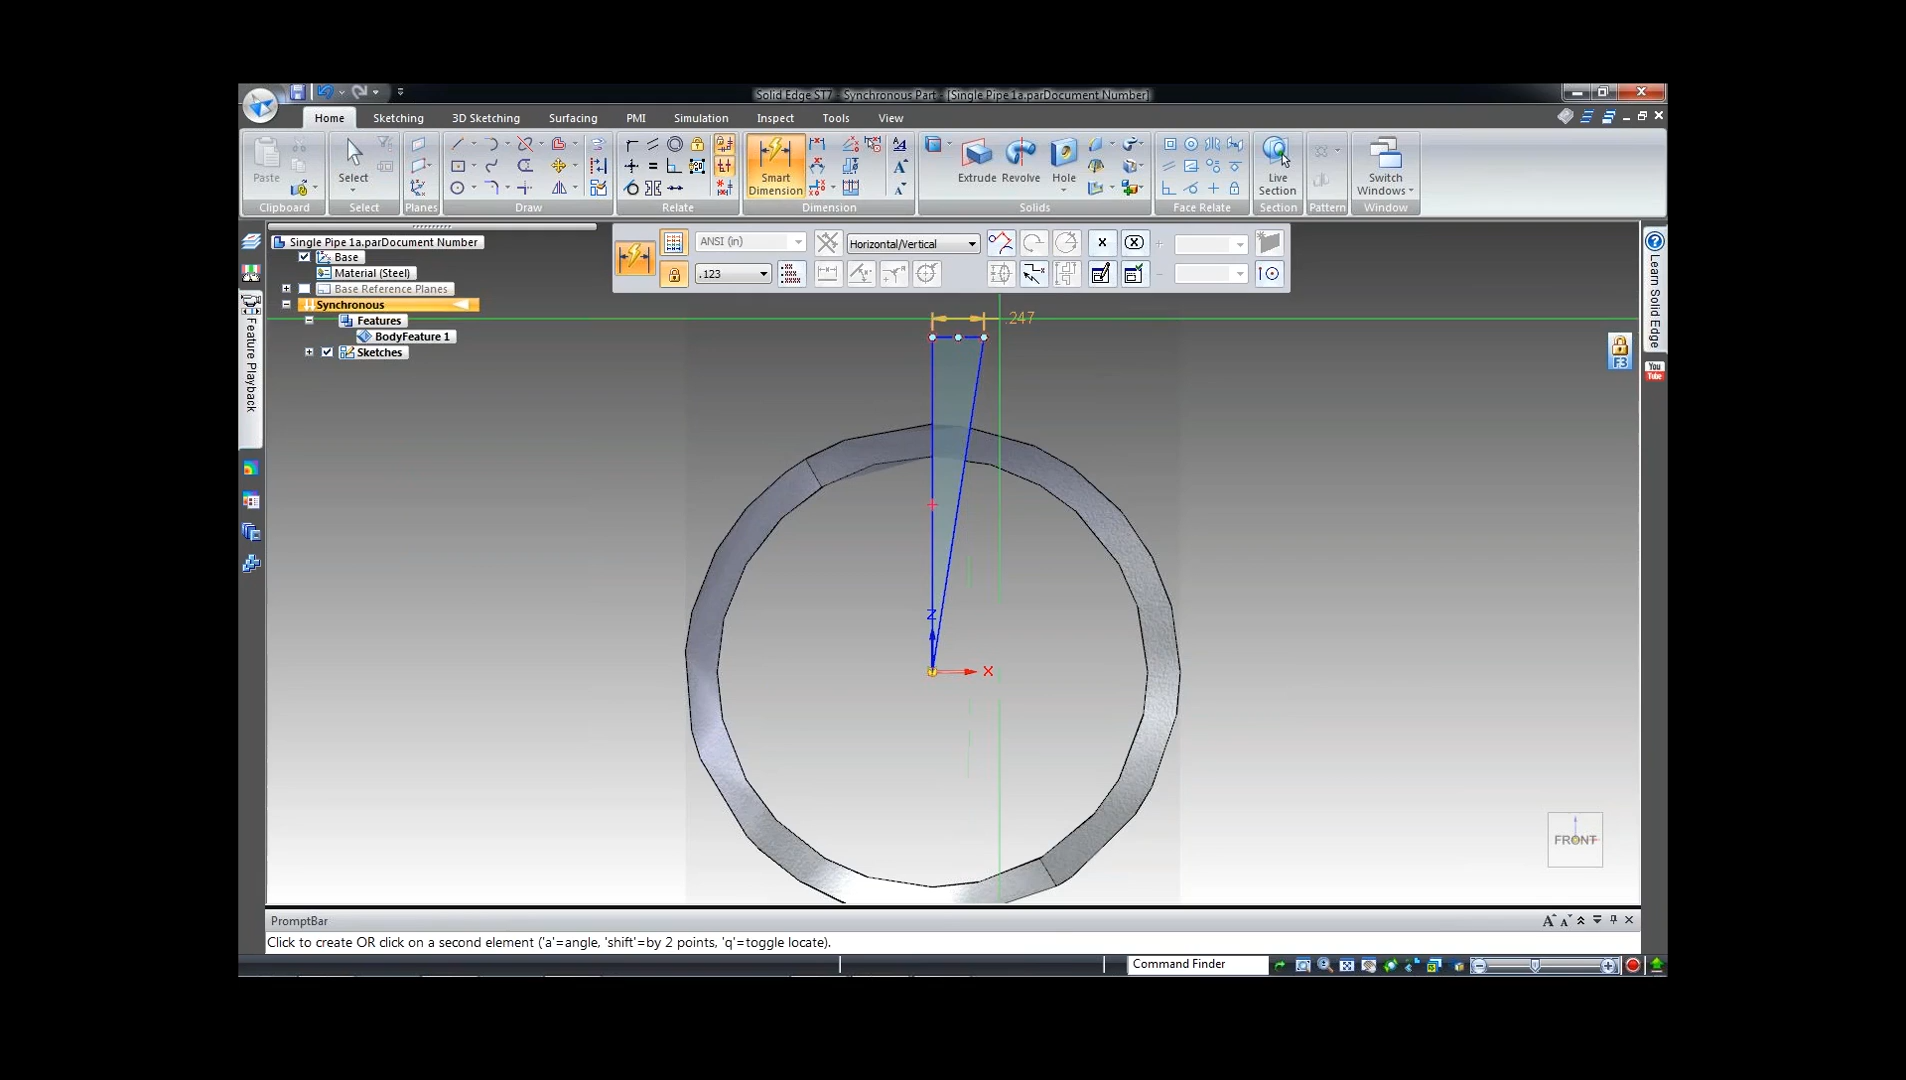 Solid Edge ST7 - Synchronous Part - [Single Pipe 1a.parDocument Number]
Home
Sketching
3D Sketching
Surfacing
PMI
Simulation
Inspect
Tools
View
Paste
Select
Smart
Dimension
Extrude
Revolve
Hole
Live
Section
Switch
Windows
Clipboard
Select
Planes
Draw
Relate
Dimension
Solids
Face Relate
Section
Pattern
Window
Single Pipe 1a.parDocument Number
Base
Material (Steel)
Base Reference Planes
Synchronous
Features
BodyFeature 1
Sketches
Feature Playback
ANSI (in)
Horizontal/Vertical
.123
.247
Learn Solid Edge
You
Tube
F3
Z
X
FRONT
PromptBar
Click to create OR click on a second element ('a'=angle, 'shift'=by 2 points, 'q'=toggle locate).
Command Finder